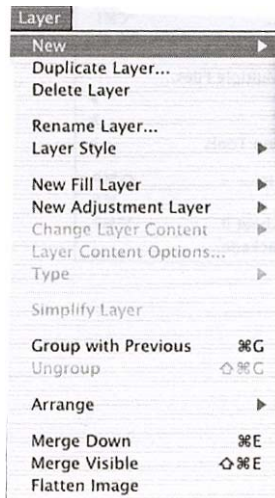 Layer
New
Duplicate Layer...
Delete Layer
Rename Layer...
Layer Style
New Fill Layer
New Adjustment Layer
Change Layer Content
Layer Content Options...
Type
Simplify Layer
Group with Previous ⌘G
Ungroup ⇧⌘G
Arrange
Merge Down ⌘E
Merge Visible ⇧⌘E
Flatten Image